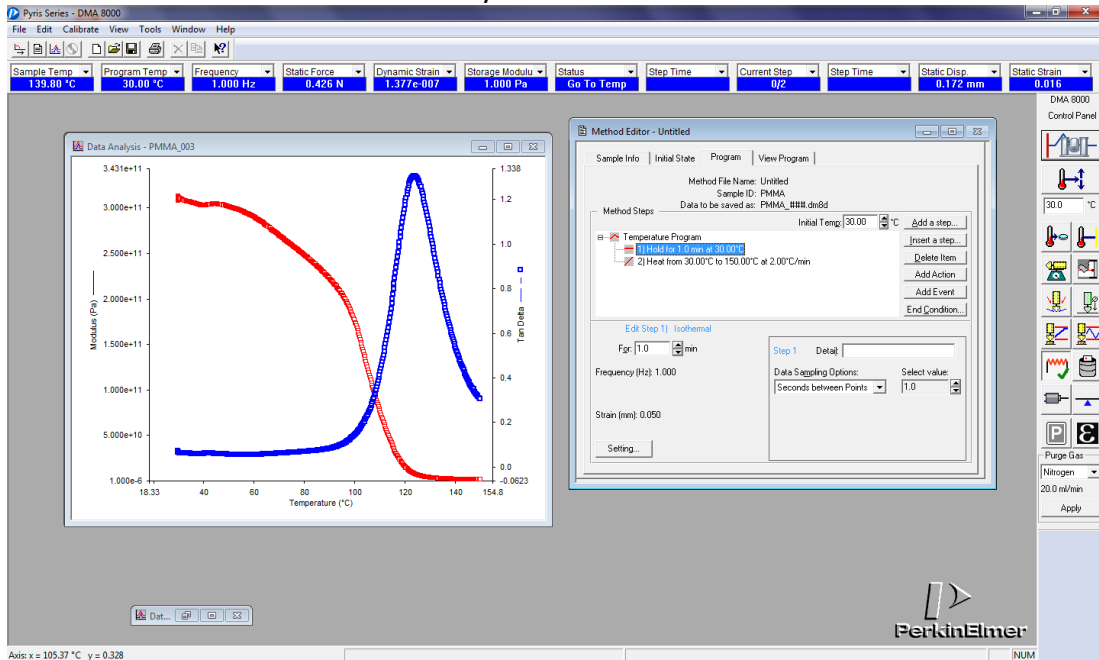 Pyris Series - DMA 8000
File Edit Calibrate View Tools Window Help
Sample Temp Program Temp Frequency Static Force Dynamic Strain Storage Modulu Status Step Time Current Step Step Time Static Disp. Static Strain
139.80 °C 30.00 °C 1.000 Hz 0.426 N 1.377e-007 1.000 Pa Go To Temp 0/2 0.172 mm 0.016
DMA 8000
Control Panel
30.0 °C
Purge Gas
Nitrogen
20.0 ml/min
Apply
Data Analysis - PMMA_003
3.431e+11
3.000e+11
2.500e+11
2.000e+11
1.500e+11
1.000e+11
5.000e+10
1.000e-6
Modulus (Pa)
1.338
1.2
1.0
0.8
0.6
0.4
0.2
0.0
-0.0623
Tan Delta
18.33 40 60 80 100 120 140 154.8
Temperature (°C)
Method Editor - Untitled
Sample Info Initial State Program View Program
Method File Name: Untitled
Sample ID: PMMA
Data to be saved as: PMMA_###.dm8d
Method Steps
Initial Temp: 30.00 °C
Temperature Program
1) Hold for 1.0 min at 30.00°C
2) Heat from 30.00°C to 150.00°C at 2.00°C/min
Add a step...
Insert a step...
Delete Item
Add Action
Add Event
End Condition...
Edit Step 1) Isothermal
For: 1.0 min
Frequency (Hz): 1.000
Strain (mm): 0.050
Setting...
Step 1 Detail:
Data Sampling Options: Select value:
Seconds between Points 1.0
Dat...
PerkinElmer
Axis: x = 105.37 °C y = 0.328
NUM